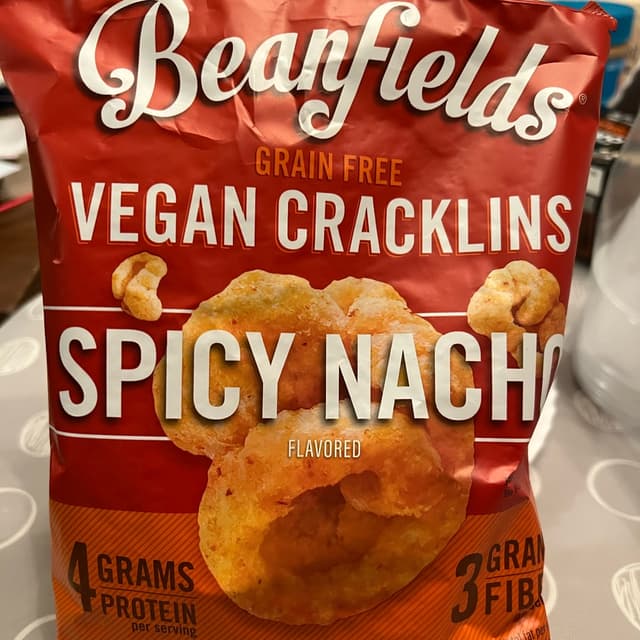 Beanfields®
GRAIN FREE
VEGAN CRACKLINS
SPICY NACHO
FLAVORED
4 GRAMS
PROTEIN
per serving
3 GRAM
FIB